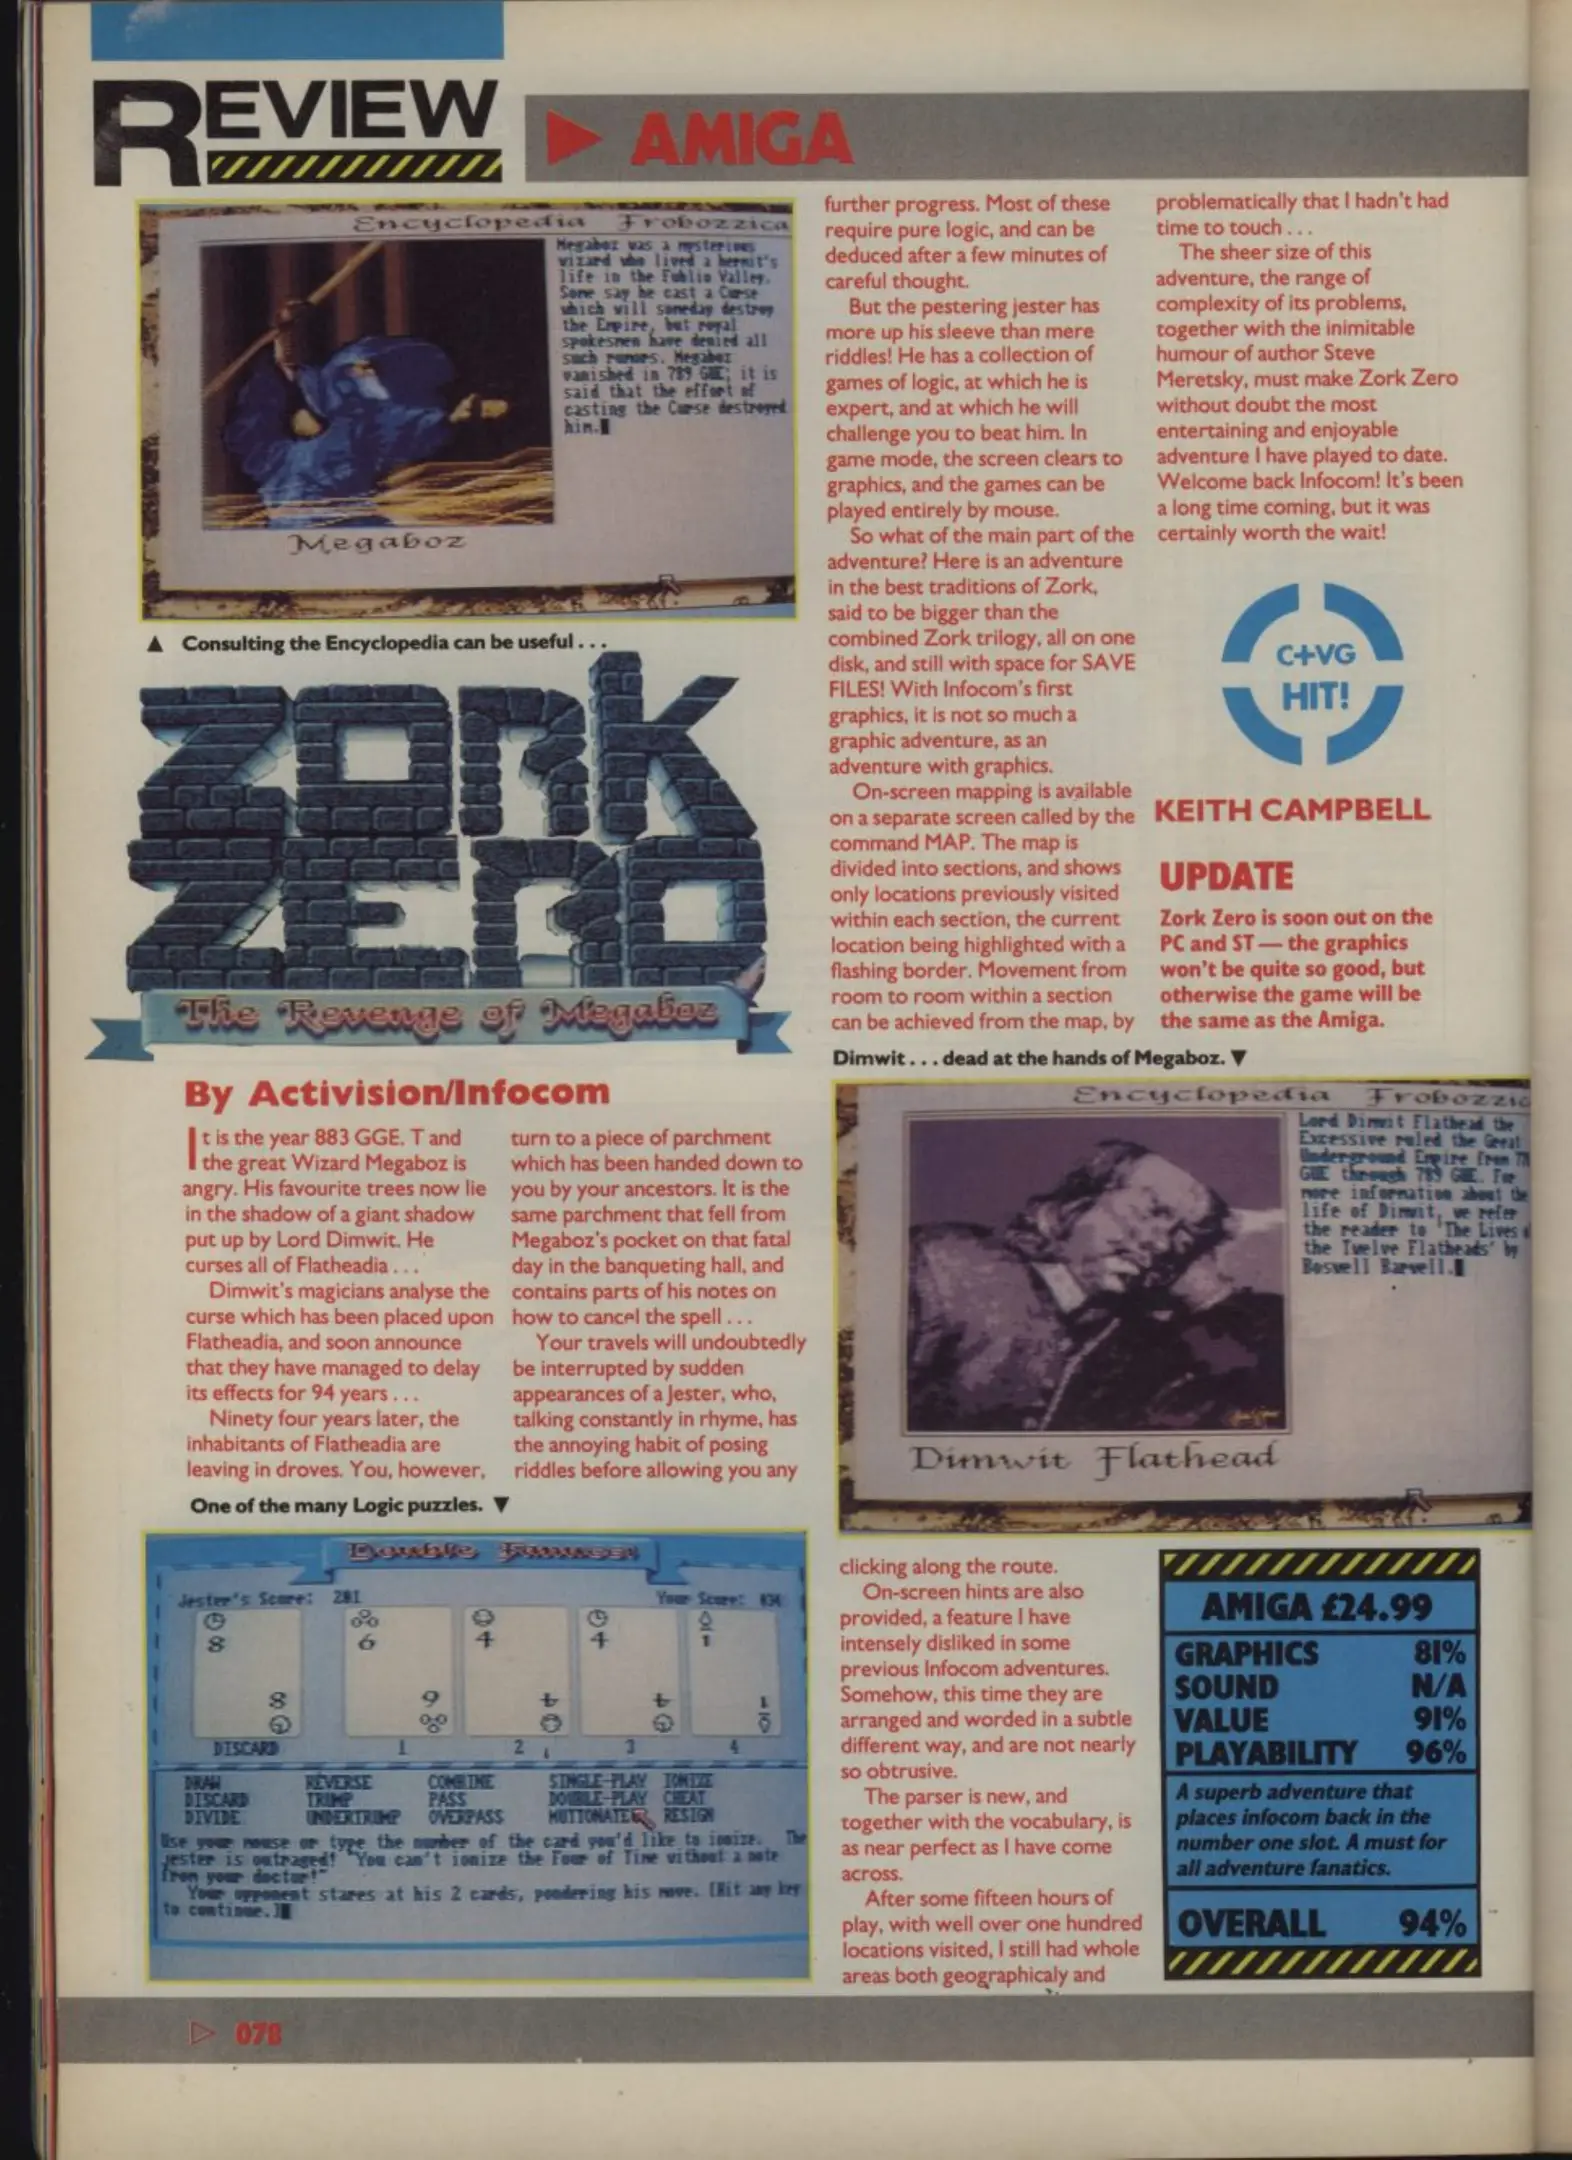 REVIEW
AMIGA
Encyclopedia Frobozzica
Megaboz was a mysterious
wizard who lived a hermit's
life in the Fublio Valley.
Some say he cast a Curse
which will someday destroy
the Empire, but royal
spokesmen have denied all
such rumors. Megaboz
vanished in 789 GUE; it is
said that the effort of
casting the Curse destroyed
him.
Megaboz
▲ Consulting the Encyclopedia can be useful . . .
ZORK
ZERO
The Revenge of Megaboz
By Activision/Infocom
It is the year 883 GGE. T and
the great Wizard Megaboz is
angry. His favourite trees now lie
in the shadow of a giant shadow
put up by Lord Dimwit. He
curses all of Flatheadia . . .
Dimwit's magicians analyse the
curse which has been placed upon
Flatheadia, and soon announce
that they have managed to delay
its effects for 94 years . . .
Ninety four years later, the
inhabitants of Flatheadia are
leaving in droves. You, however,
turn to a piece of parchment
which has been handed down to
you by your ancestors. It is the
same parchment that fell from
Megaboz's pocket on that fatal
day in the banqueting hall, and
contains parts of his notes on
how to cancel the spell . . .
Your travels will undoubtedly
be interrupted by sudden
appearances of a Jester, who,
talking constantly in rhyme, has
the annoying habit of posing
riddles before allowing you any
One of the many Logic puzzles. ▼
Double Fanucci
Jester's Score: 201
Your Score:
8
6
4
4
1
8
9
4
4
1
DISCARD
1
2
3
4
DRAW REVERSE COMBINE SINGLE-PLAY IONIZE
DISCARD TRUMP PASS DOUBLE-PLAY CHEAT
DIVIDE UNDERTRUMP OVERPASS MUTTONATE RESIGN
Use your mouse or type the number of the card you'd like to ionize. The
jester is outraged! "You can't ionize the Four of Time without a note
from your doctor!"
Your opponent stares at his 2 cards, pondering his move. [Hit any key
to continue.]
further progress. Most of these
require pure logic, and can be
deduced after a few minutes of
careful thought.
But the pestering jester has
more up his sleeve than mere
riddles! He has a collection of
games of logic, at which he is
expert, and at which he will
challenge you to beat him. In
game mode, the screen clears to
graphics, and the games can be
played entirely by mouse.
So what of the main part of the
adventure? Here is an adventure
in the best traditions of Zork,
said to be bigger than the
combined Zork trilogy, all on one
disk, and still with space for SAVE
FILES! With Infocom's first
graphics, it is not so much a
graphic adventure, as an
adventure with graphics.
On-screen mapping is available
on a separate screen called by the
command MAP. The map is
divided into sections, and shows
only locations previously visited
within each section, the current
location being highlighted with a
flashing border. Movement from
room to room within a section
can be achieved from the map, by
Dimwit . . . dead at the hands of Megaboz. ▼
Encyclopedia Frobozzic
Lord Dimwit Flathead the
Excessive ruled the Great
Underground Empire from 77
GUE through 789 GUE. For
more information about the
life of Dimwit, we refer
the reader to 'The Lives
the Twelve Flatheads' by
Boswell Barwell.
Dimwit Flathead
clicking along the route.
On-screen hints are also
provided, a feature I have
intensely disliked in some
previous Infocom adventures.
Somehow, this time they are
arranged and worded in a subtle
different way, and are not nearly
so obtrusive.
The parser is new, and
together with the vocabulary, is
as near perfect as I have come
across.
After some fifteen hours of
play, with well over one hundred
locations visited, I still had whole
areas both geographicaly and
problematically that I hadn't had
time to touch . . .
The sheer size of this
adventure, the range of
complexity of its problems,
together with the inimitable
humour of author Steve
Meretsky, must make Zork Zero
without doubt the most
entertaining and enjoyable
adventure I have played to date.
Welcome back Infocom! It's been
a long time coming, but it was
certainly worth the wait!
C+VG
HIT!
KEITH CAMPBELL
UPDATE
Zork Zero is soon out on the
PC and ST — the graphics
won't be quite so good, but
otherwise the game will be
the same as the Amiga.
AMIGA £24.99
GRAPHICS 81%
SOUND N/A
VALUE 91%
PLAYABILITY 96%
A superb adventure that
places infocom back in the
number one slot. A must for
all adventure fanatics.
OVERALL 94%
078